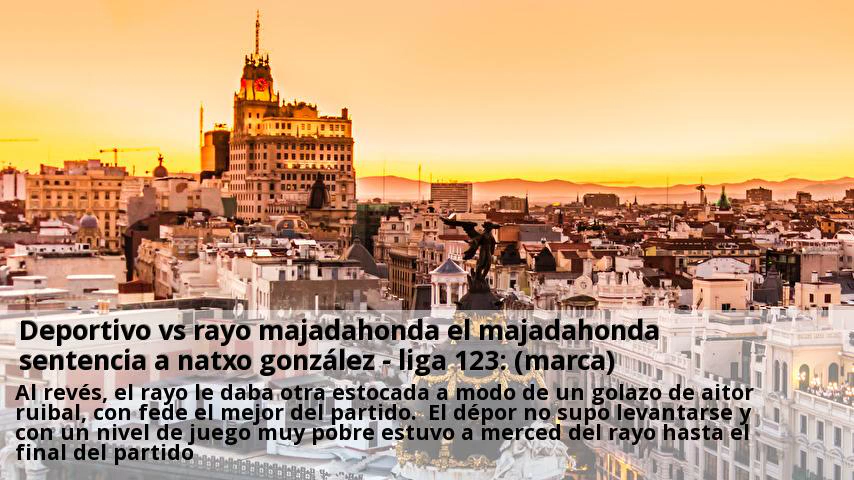 Deportivo vs rayo majadahonda el majadahonda
sentencia a natxo gonzález - liga 123: (marca)
Al revés, el rayo le daba otra estocada a modo de un golazo de aitor
ruibal, con fede el mejor del partido.  El dépor no supo levantarse y
con un nivel de juego muy pobre estuvo a merced del rayo hasta el
final del partido